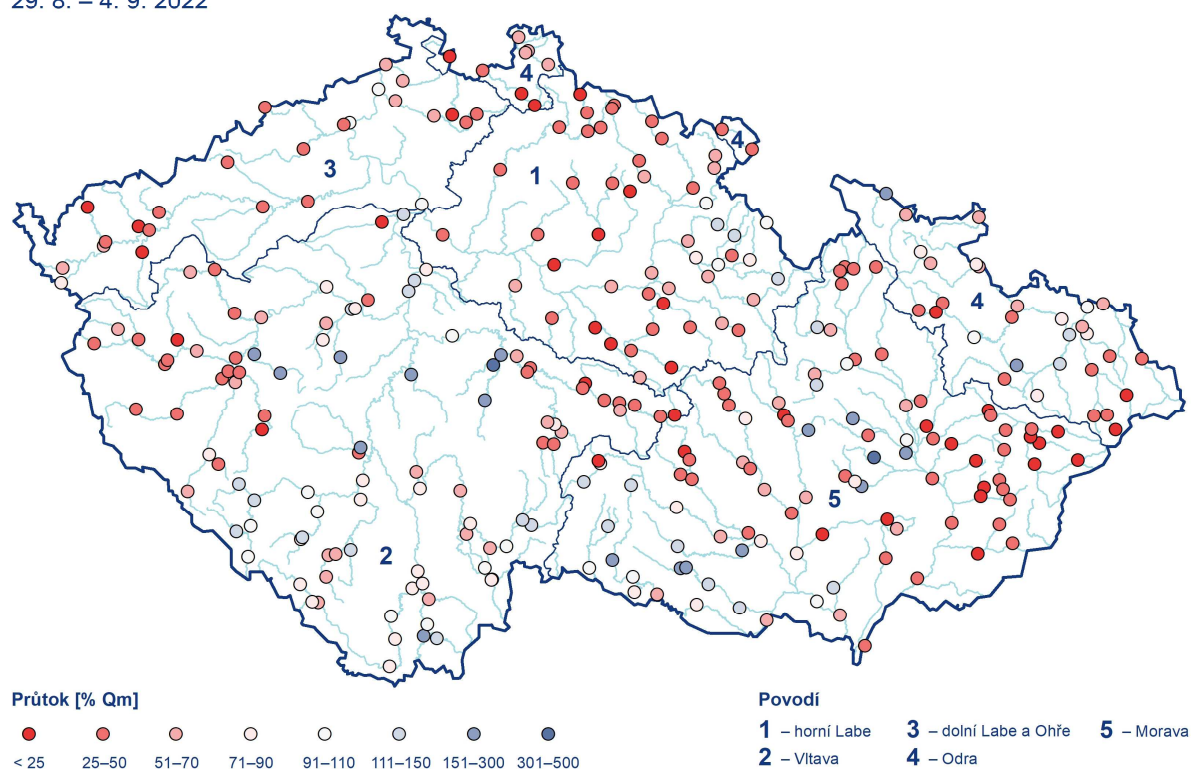 29. 8. – 4. 9. 2022
4
4
3
1
4
5
2
Průtok [% Qm]
< 25 25–50 51–70 71–90 91–110 111–150 151–300 301–500
Povodí
1 – horní Labe 3 – dolní Labe a Ohře 5 – Morava
2 – Vltava 4 – Odra